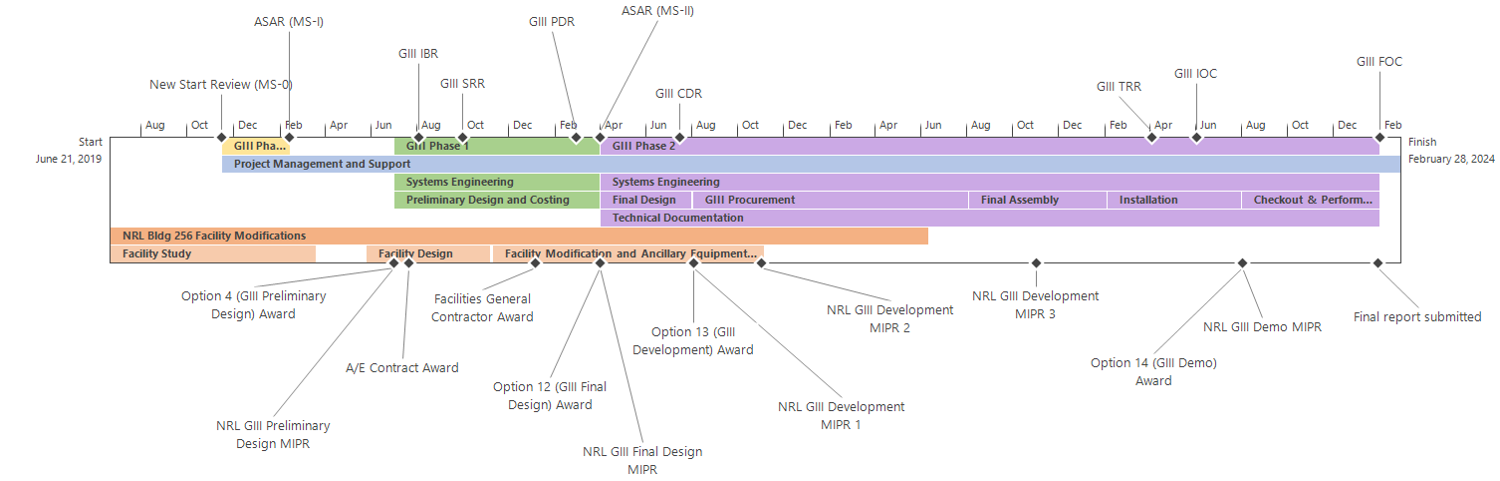 ASAR (MS-I)
GIII PDR
ASAR (MS-II)
GIII IBR
New Start Review (MS-0)
GIII SRR
GIII CDR
GIII TRR
GIII IOC
GIII FOC
Aug Oct Dec Feb Apr Jun Aug Oct Dec Feb Apr Jun Aug Oct Dec Feb Apr Jun Aug Oct Dec Feb Apr Jun Aug Oct Dec Feb
Start
June 21, 2019
Finish
February 28, 2024
GIII Pha...
GIII Phase 1
GIII Phase 2
Project Management and Support
Systems Engineering
Systems Engineering
Preliminary Design and Costing
Final Design
GIII Procurement
Final Assembly
Installation
Checkout & Perform...
Technical Documentation
NRL Bldg 256 Facility Modifications
Facility Study
Facility Design
Facility Modification and Ancillary Equipment...
Option 4 (GIII Preliminary
Design) Award
Facilities General
Contractor Award
NRL GIII Development
MIPR 2
NRL GIII Development
MIPR 3
Final report submitted
NRL GIII Demo MIPR
Option 13 (GIII
Development) Award
A/E Contract Award
Option 14 (GIII Demo)
Award
Option 12 (GIII Final
Design) Award
NRL GIII Development
MIPR 1
NRL GIII Preliminary
Design MIPR
NRL GIII Final Design
MIPR